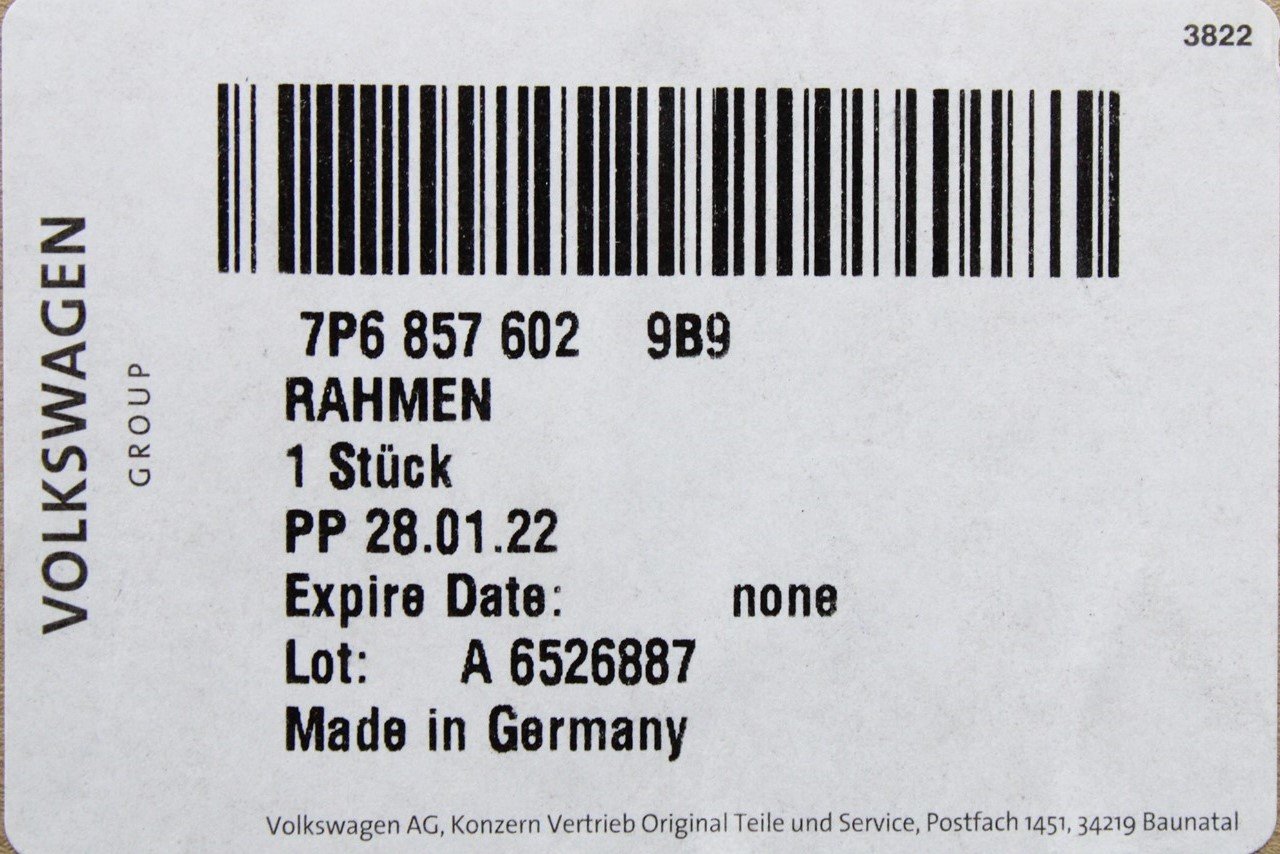 3822
VOLKSWAGEN
GROUP
7P6 857 602 9B9
RAHMEN
1 Stück
PP 28.01.22
Expire Date: none
Lot: A 6526887
Made in Germany
Volkswagen AG, Konzern Vertrieb Original Teile und Service, Postfach 1451, 34219 Baunatal